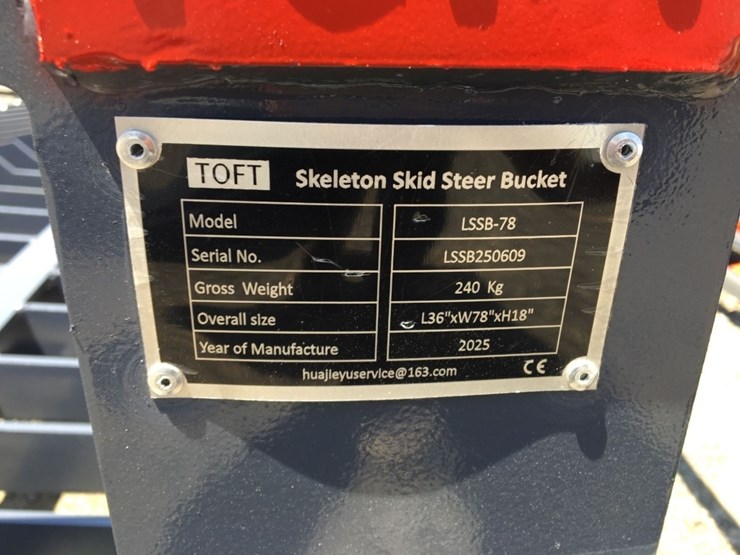 TOFT Skeleton Skid Steer Bucket
Model LSSB-78
Serial No. LSSB250609
Gross Weight 240 Kg
Overall size L36"xW78"xH18"
Year of Manufacture 2025
huajieyuservice@163.com CE